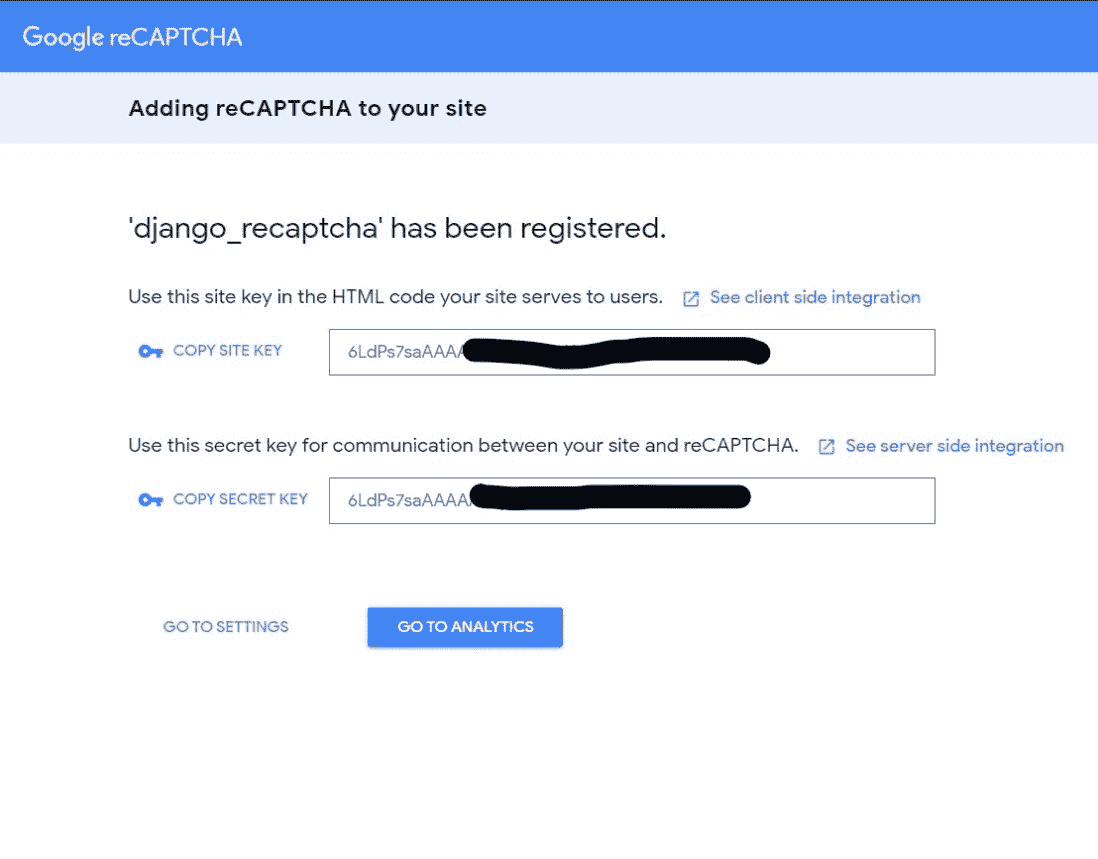 Google reCAPTCHA
Adding reCAPTCHA to your site
'django_recaptcha' has been registered.
Use this site key in the HTML code your site serves to users. See client side integration
COPY SITE KEY 6LdPs7saAAAA
Use this secret key for communication between your site and reCAPTCHA. See server side integration
COPY SECRET KEY 6LdPs7saAAAA
GO TO SETTINGS GO TO ANALYTICS